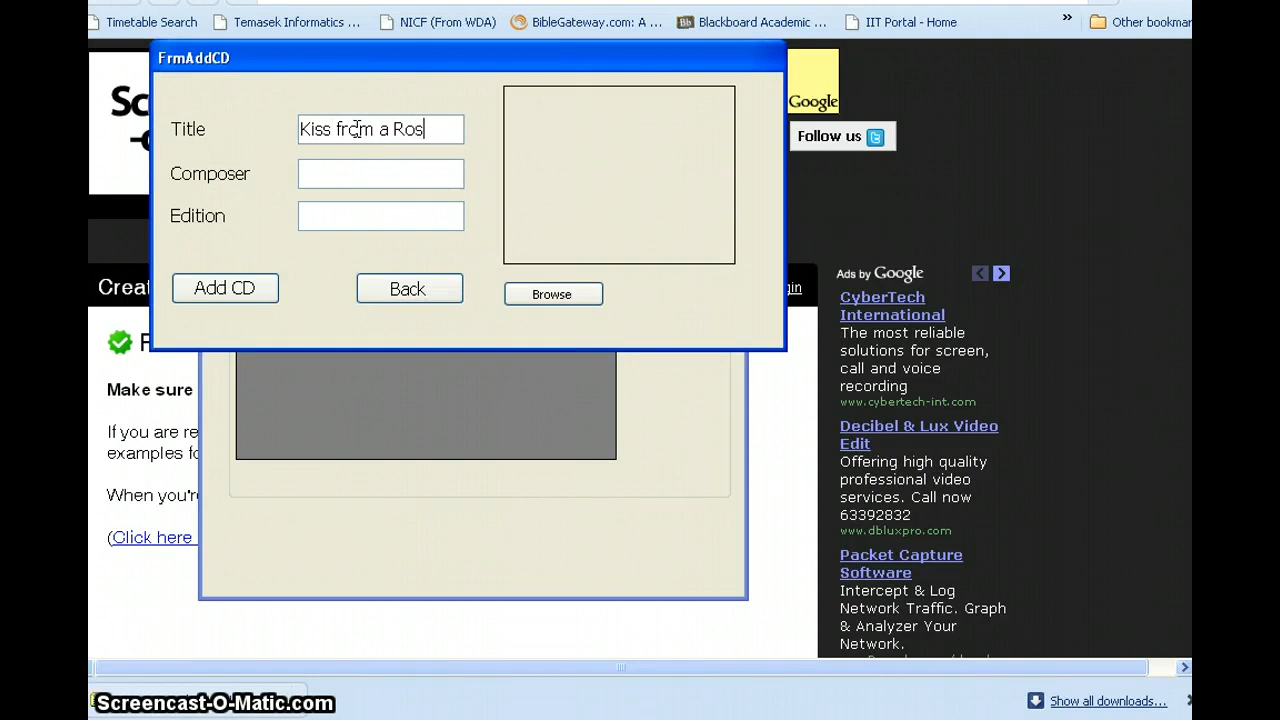 Timetable Search
Temasek Informatics ...
NICF (From WDA)
BibleGateway.com: A ...
Bb
Blackboard Academic ...
IIT Portal - Home
»
Other bookmar
FrmAddCD
Sc
Google
Title
Kiss from a Ros
Follow us
Composer
Edition
Add CD
Back
Browse
Creat
gin
Ads by Google
CyberTech
International
The most reliable
solutions for screen,
call and voice
recording
www.cybertech-int.com
Make sure
If you are re
examples fo
When you'r
(Click here
Decibel & Lux Video
Edit
Offering high quality
professional video
services. Call now
63392832
www.dbluxpro.com
Packet Capture
Software
Intercept & Log
Network Traffic. Graph
& Analyzer Your
Network.
Screencast-O-Matic.com
Show all downloads...